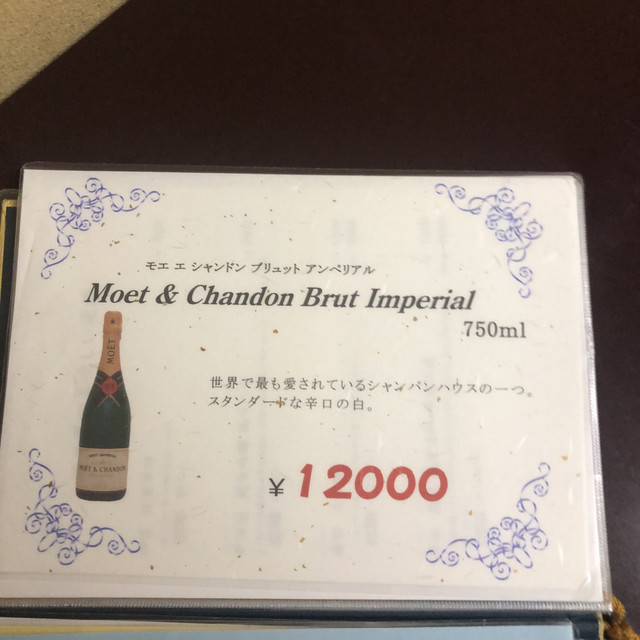 モエ エ シャンドン ブリュット アンペリアル
Moet & Chandon Brut Imperial
750ml
世界で最も愛されているシャンパンハウスの一つ。
スタンダードな辛口の白。
¥ 12000
MOËT
MOËT & CHANDON